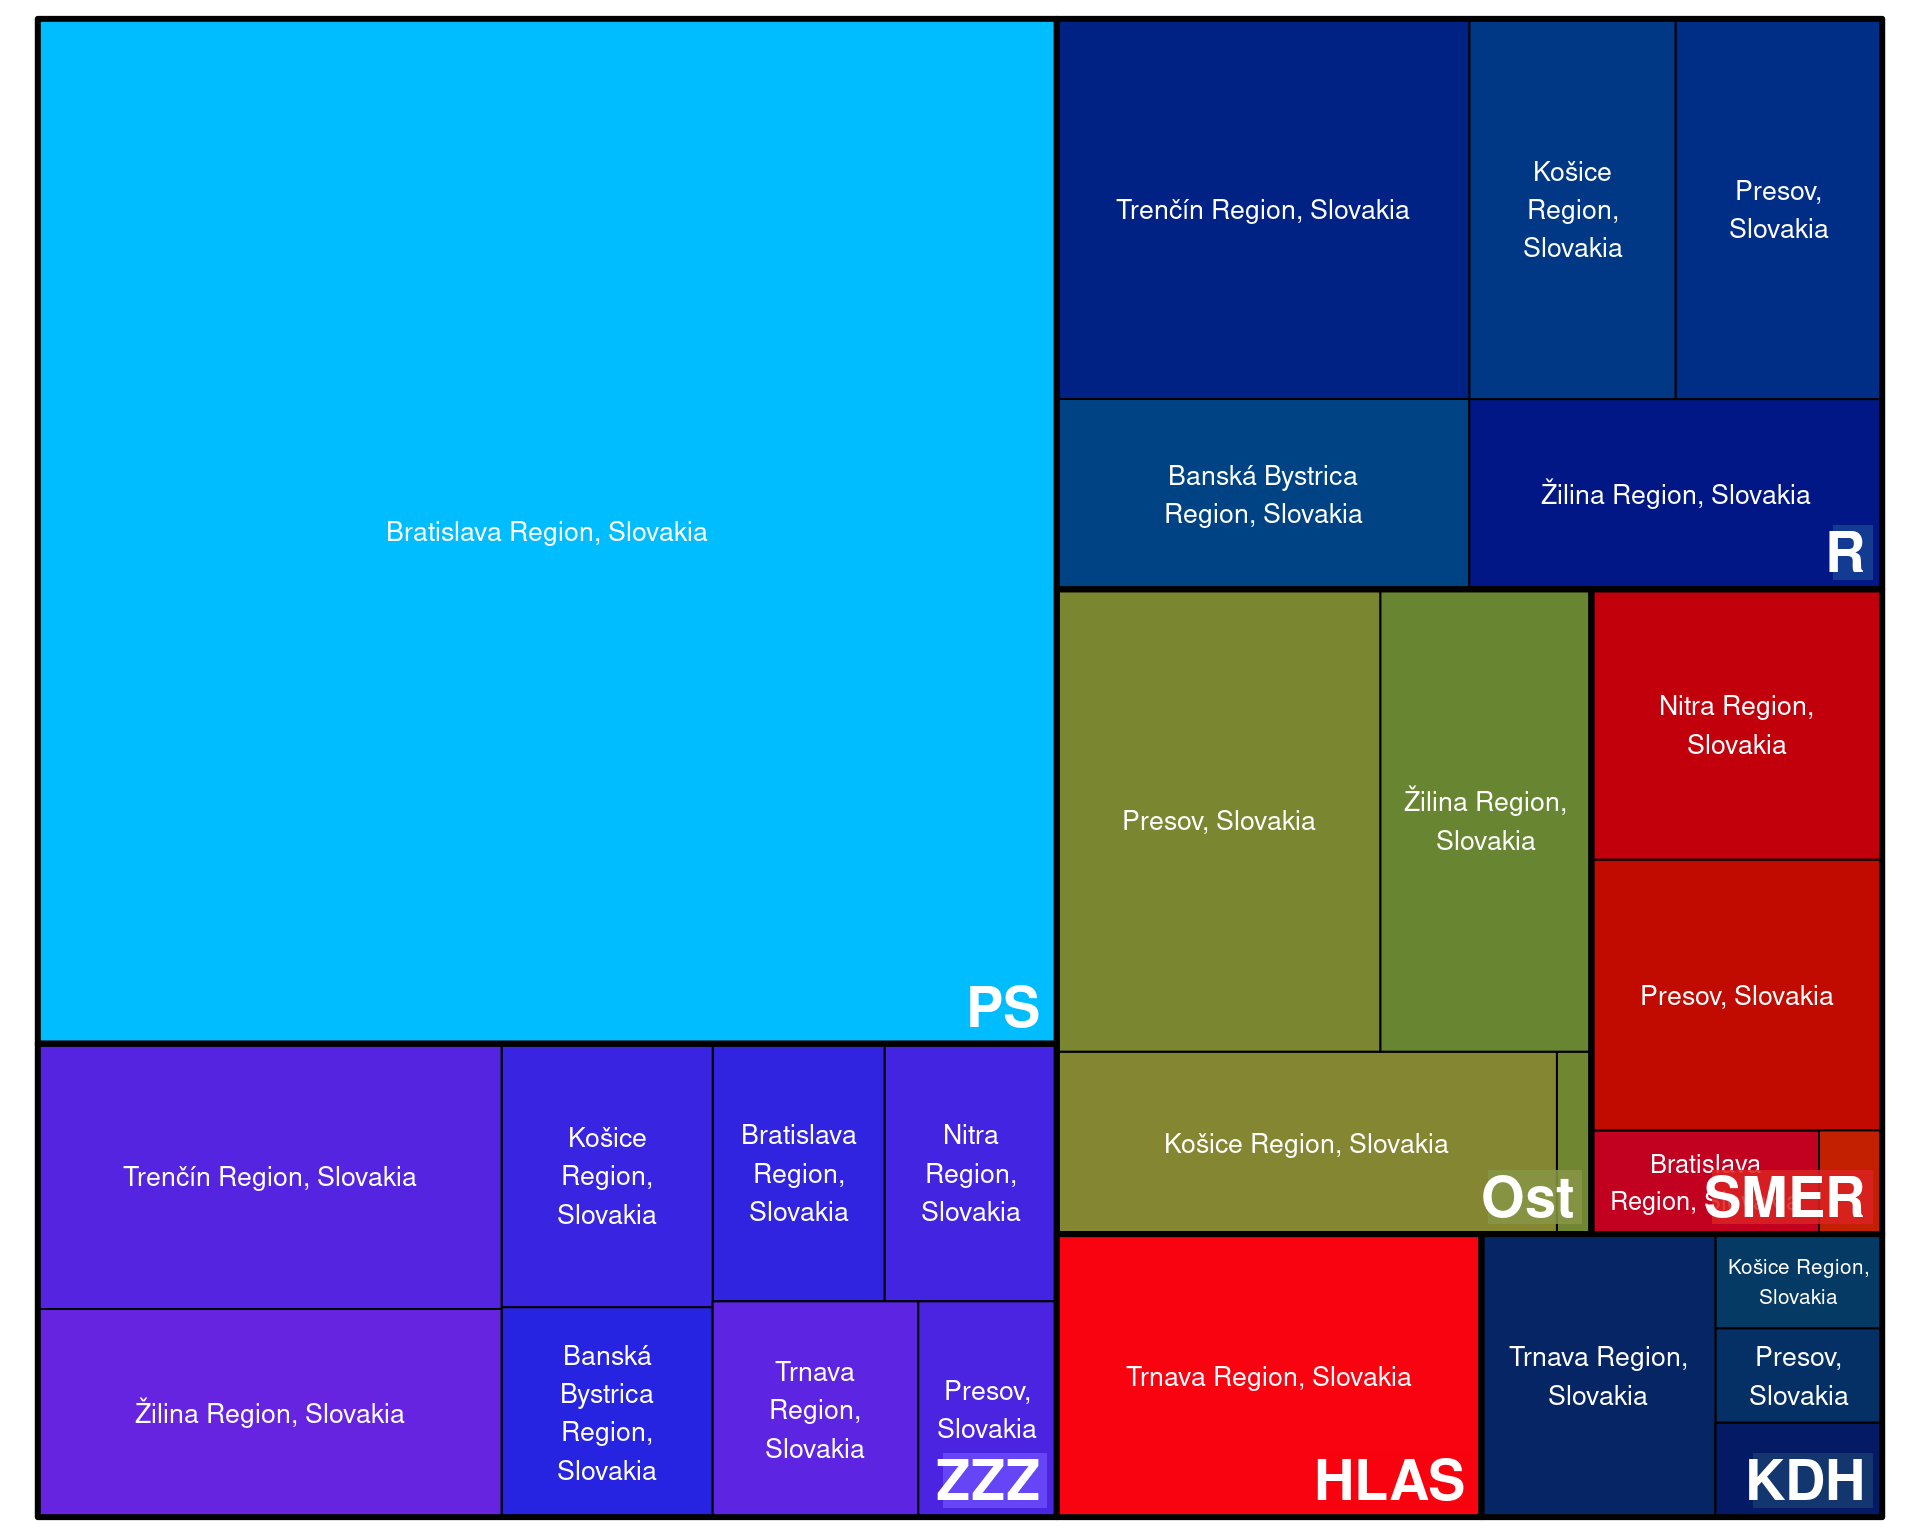 Bratislava Region, Slovakia
PS
Trenčín Region, Slovakia
Košice
Region,
Slovakia
Presov,
Slovakia
Banská Bystrica
Region, Slovakia
Žilina Region, Slovakia
R
Presov, Slovakia
Žilina Region,
Slovakia
Košice Region, Slovakia
Ost
Nitra Region,
Slovakia
Presov, Slovakia
Bratislava
Region,
SMER
Trenčín Region, Slovakia
Košice
Region,
Slovakia
Bratislava
Region,
Slovakia
Nitra
Region,
Slovakia
Žilina Region, Slovakia
Banská
Bystrica
Region,
Slovakia
Trnava
Region,
Slovakia
Presov,
Slovakia
ZZZ
Trnava Region, Slovakia
HLAS
Trnava Region,
Slovakia
Košice Region,
Slovakia
Presov,
Slovakia
KDH